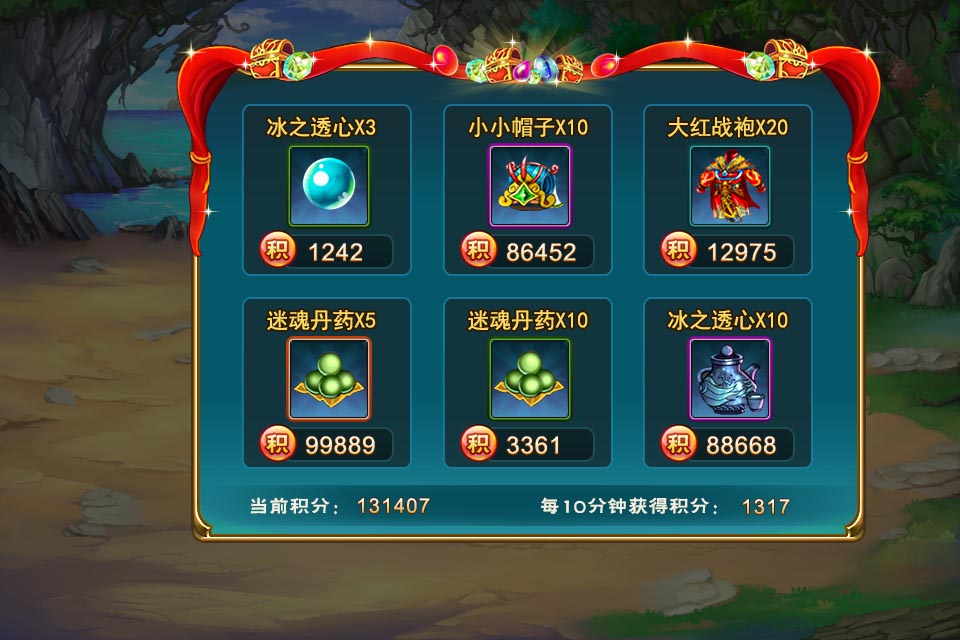 冰之透心X3
小小帽子X10
大红战袍X20
积 1242
积 86452
积 12975
迷魂丹药X5
迷魂丹药X10
冰之透心X10
积 99889
积 3361
积 88668
当前积分： 131407
每10分钟获得积分： 1317